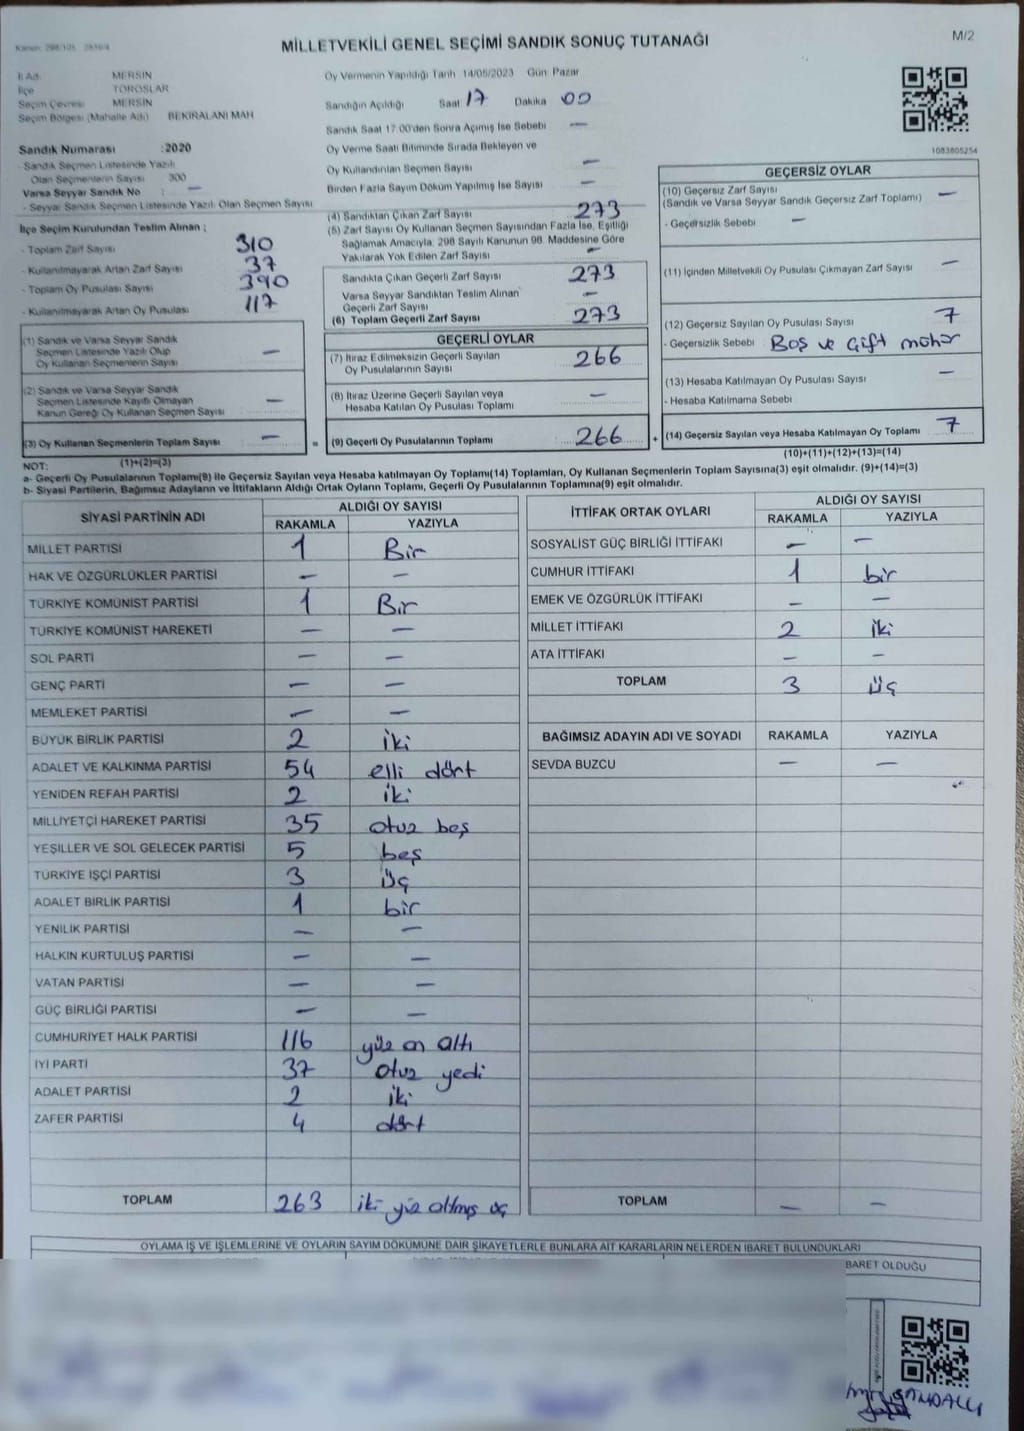 Kanun: 298/105 2839/4
MİLLETVEKİLİ GENEL SEÇİMİ SANDIK SONUÇ TUTANAĞI
M/2
İl Adı MERSİN
İlçe TOROSLAR
Seçim Çevresi MERSİN
Seçim Bölgesi (Mahalle Adı) BEKİRALANI MAH
Sandık Numarası :2020
- Sandık Seçmen Listesinde Yazılı
Olan Seçmenlerin Sayısı 300
Varsa Seyyar Sandık No : —
- Seyyar Sandık Seçmen Listesinde Yazılı Olan Seçmen Sayısı
İlçe Seçim Kurulundan Teslim Alınan ;
- Toplam Zarf Sayısı 310
- Kullanılmayarak Artan Zarf Sayısı 37
- Toplam Oy Pusulası Sayısı 390
- Kullanılmayarak Artan Oy Pusulası 117
Oy Vermenin Yapıldığı Tarih 14/05/2023 Gün Pazar
Sandığın Açıldığı Saat 17 Dakika 00
Sandık Saat 17:00'den Sonra Açımış İse Sebebi —
Oy Verme Saati Bitiminde Sırada Bekleyen ve
Oy Kullandırılan Seçmen Sayısı —
Birden Fazla Sayım Döküm Yapılmış İse Sayısı —
(4) Sandıktan Çıkan Zarf Sayısı 273
(5) Zarf Sayısı Oy Kullanan Seçmen Sayısından Fazla İse, Eşitliği
Sağlamak Amacıyla, 298 Sayılı Kanunun 98. Maddesine Göre
Yakılarak Yok Edilen Zarf Sayısı —
Sandıkta Çıkan Geçerli Zarf Sayısı 273
Varsa Seyyar Sandıktan Teslim Alınan
Geçerli Zarf Sayısı —
(6) Toplam Geçerli Zarf Sayısı 273
1083805254
GEÇERSİZ OYLAR
(10) Geçersiz Zarf Sayısı —
(Sandık ve Varsa Seyyar Sandık Geçersiz Zarf Toplamı)
- Geçersizlik Sebebi —
(11) İçinden Milletvekili Oy Pusulası Çıkmayan Zarf Sayısı —
(12) Geçersiz Sayılan Oy Pusulası Sayısı 7
- Geçersizlik Sebebi Boş ve Çift mühür
(13) Hesaba Katılmayan Oy Pusulası Sayısı —
- Hesaba Katılmama Sebebi
(14) Geçersiz Sayılan veya Hesaba Katılmayan Oy Toplamı 7
(10)+(11)+(12)+(13)=(14)
(1) Sandık ve Varsa Seyyar Sandık
Seçmen Listesinde Yazılı Olup
Oy Kullanan Seçmenlerin Sayısı —
(2) Sandık ve Varsa Seyyar Sandık
Seçmen Listesinde Kayıtlı Olmayan
Kanun Gereği Oy Kullanan Seçmen Sayısı —
(3) Oy Kullanan Seçmenlerin Toplam Sayısı — =
(1)+(2)=(3)
GEÇERLİ OYLAR
(7) İtiraz Edilmeksizin Geçerli Sayılan
Oy Pusulalarının Sayısı 266
(8) İtiraz Üzerine Geçerli Sayılan veya
Hesaba Katılan Oy Pusulası Toplamı —
(9) Geçerli Oy Pusulalarının Toplamı 266 +
NOT:
a- Geçerli Oy Pusulalarının Toplamı(9) ile Geçersiz Sayılan veya Hesaba katılmayan Oy Toplamı(14) Toplamları, Oy Kullanan Seçmenlerin Toplam Sayısına(3) eşit olmalıdır. (9)+(14)=(3)
b- Siyasi Partilerin, Bağımsız Adayların ve İttifakların Aldığı Ortak Oyların Toplamı, Geçerli Oy Pusulalarının Toplamına(9) eşit olmalıdır.
SİYASİ PARTİNİN ADI ALDIĞI OY SAYISI
RAKAMLA YAZIYLA
MİLLET PARTİSİ 1 Bir
HAK VE ÖZGÜRLÜKLER PARTİSİ — —
TÜRKİYE KOMÜNİST PARTİSİ 1 Bir
TÜRKİYE KOMÜNİST HAREKETİ — —
SOL PARTİ — —
GENÇ PARTİ — —
MEMLEKET PARTİSİ — —
BÜYÜK BİRLİK PARTİSİ 2 iki
ADALET VE KALKINMA PARTİSİ 54 elli dört
YENİDEN REFAH PARTİSİ 2 iki
MİLLİYETÇİ HAREKET PARTİSİ 35 otuz beş
YEŞİLLER VE SOL GELECEK PARTİSİ 5 beş
TÜRKİYE İŞÇİ PARTİSİ 3 üç
ADALET BİRLİK PARTİSİ 1 bir
YENİLİK PARTİSİ — —
HALKIN KURTULUŞ PARTİSİ — —
VATAN PARTİSİ — —
GÜÇ BİRLİĞİ PARTİSİ — —
CUMHURİYET HALK PARTİSİ 116 yüz on altı
İYİ PARTİ 37 otuz yedi
ADALET PARTİSİ 2 iki
ZAFER PARTİSİ 4 dört
TOPLAM 263 iki yüz altmış üç
İTTİFAK ORTAK OYLARI ALDIĞI OY SAYISI
RAKAMLA YAZIYLA
SOSYALİST GÜÇ BİRLİĞİ İTTİFAKI — —
CUMHUR İTTİFAKI 1 bir
EMEK VE ÖZGÜRLÜK İTTİFAKI — —
MİLLET İTTİFAKI 2 iki
ATA İTTİFAKI — —
TOPLAM 3 üç
BAĞIMSIZ ADAYIN ADI VE SOYADI RAKAMLA YAZIYLA
SEVDA BUZCU — —
TOPLAM — —
OYLAMA İŞ VE İŞLEMLERİNE VE OYLARIN SAYIM DÖKÜMÜNE DAİR ŞİKAYETLERLE BUNLARA AİT KARARLARIN NELERDEN İBARET BULUNDUKLARI
BARET OLDUĞU